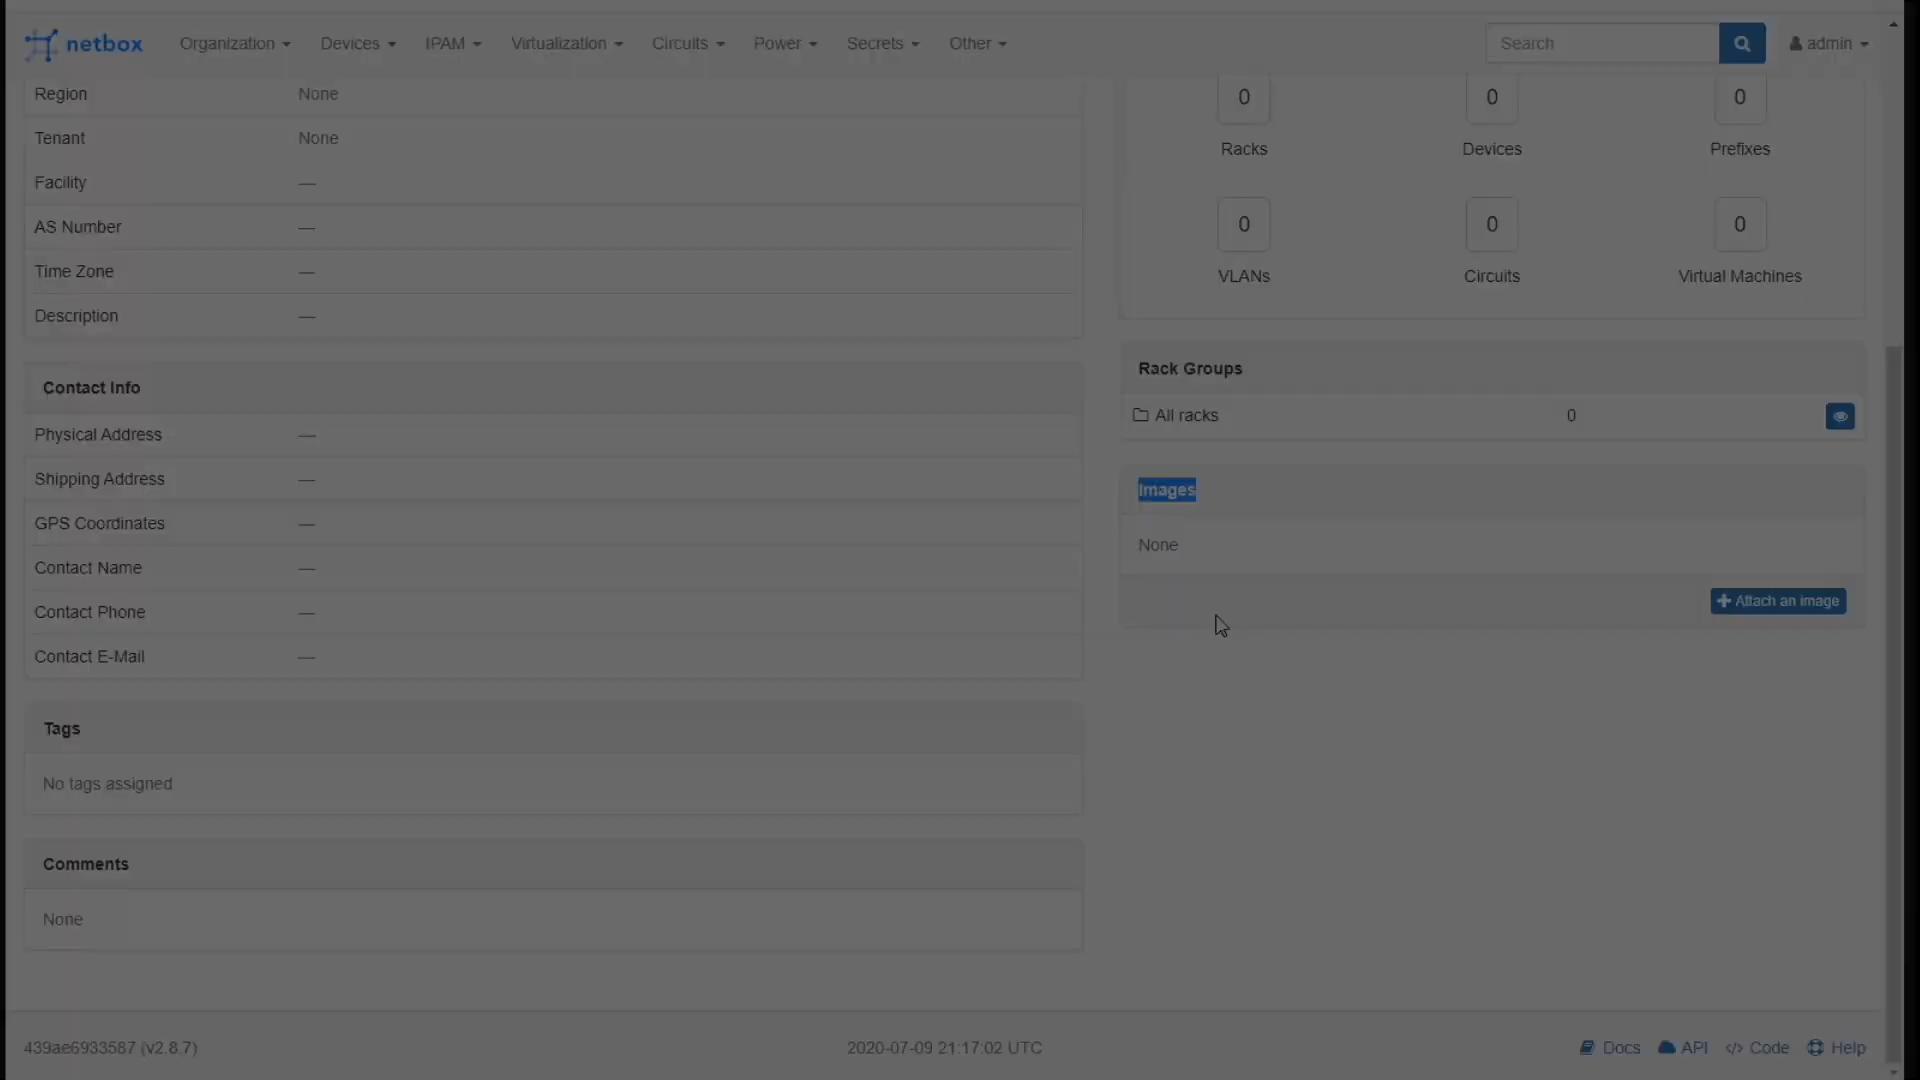 netbox Organization Devices IPAM Virtualization Circuits Power Secrets Other Search admin
Region None
Tenant None
Facility —
AS Number —
Time Zone —
Description —
Contact Info
Physical Address —
Shipping Address —
GPS Coordinates —
Contact Name —
Contact Phone —
Contact E-Mail —
Tags
No tags assigned
Comments
None
0 0 0
Racks Devices Prefixes
0 0 0
VLANs Circuits Virtual Machines
Rack Groups
All racks 0
Images
None
Attach an image
439ae6933587 (v2.8.7) 2020-07-09 21:17:02 UTC Docs API Code Help